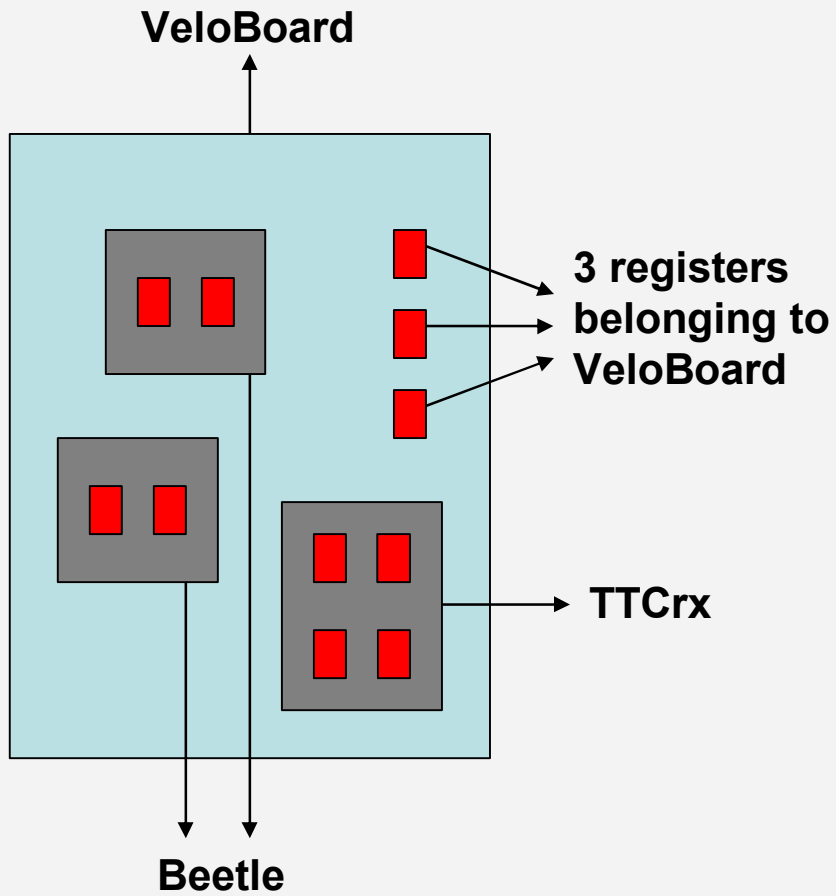 VeloBoard
3 registers
belonging to
VeloBoard
TTCrx
Beetle